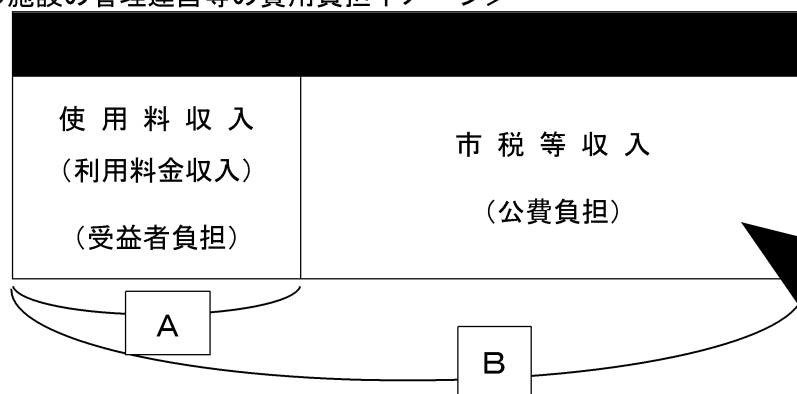 施設の管理運営等の費用負担イメージ＞
使 用 料 収 入
（利用料金収入）
（受益者負担）
市 税 等 収 入
（公費負担）
A
B